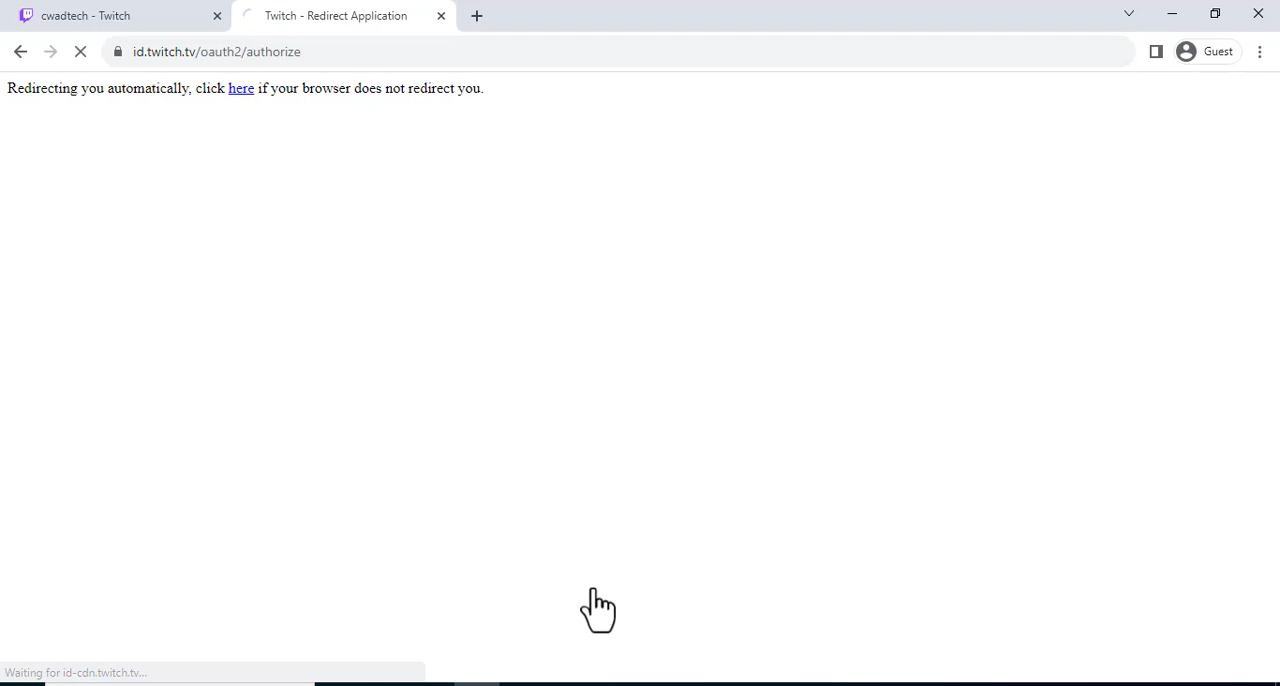 cwadtech - Twitch
Twitch - Redirect Application
id.twitch.tv/oauth2/authorize
Guest
Redirecting you automatically, click here if your browser does not redirect you.
Waiting for id-cdn.twitch.tv...